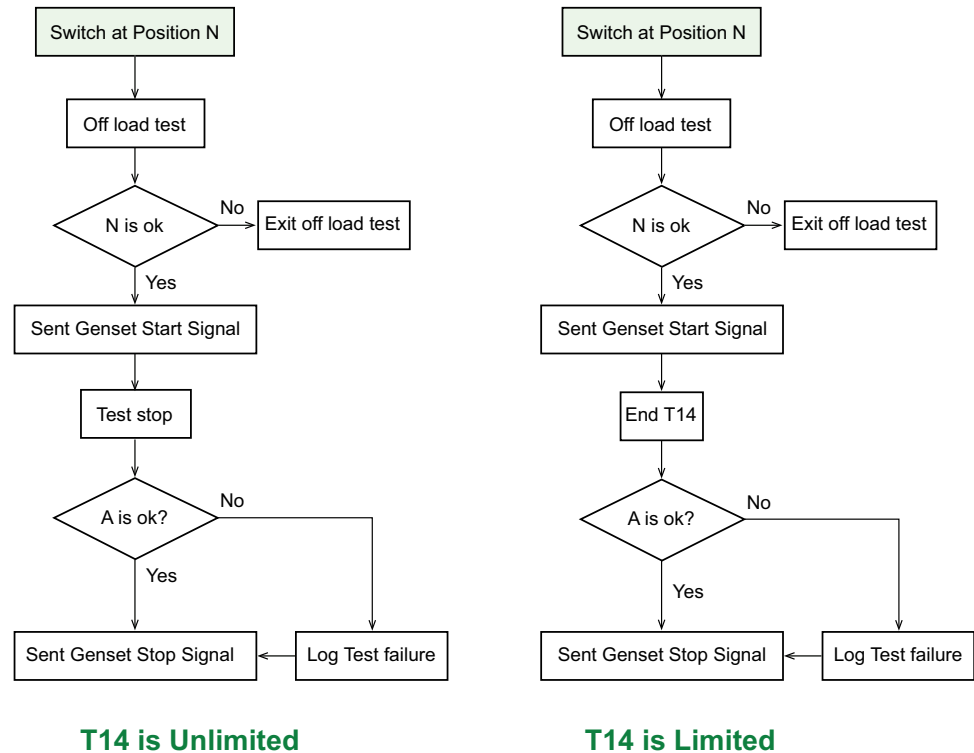 Switch at Position N
Off load test
N is ok
No
Exit off load test
Yes
Sent Genset Start Signal
Test stop
A is ok?
No
Yes
Sent Genset Stop Signal
Log Test failure
T14 is Unlimited
Switch at Position N
Off load test
N is ok
No
Exit off load test
Yes
Sent Genset Start Signal
End T14
A is ok?
No
Yes
Sent Genset Stop Signal
Log Test failure
T14 is Limited